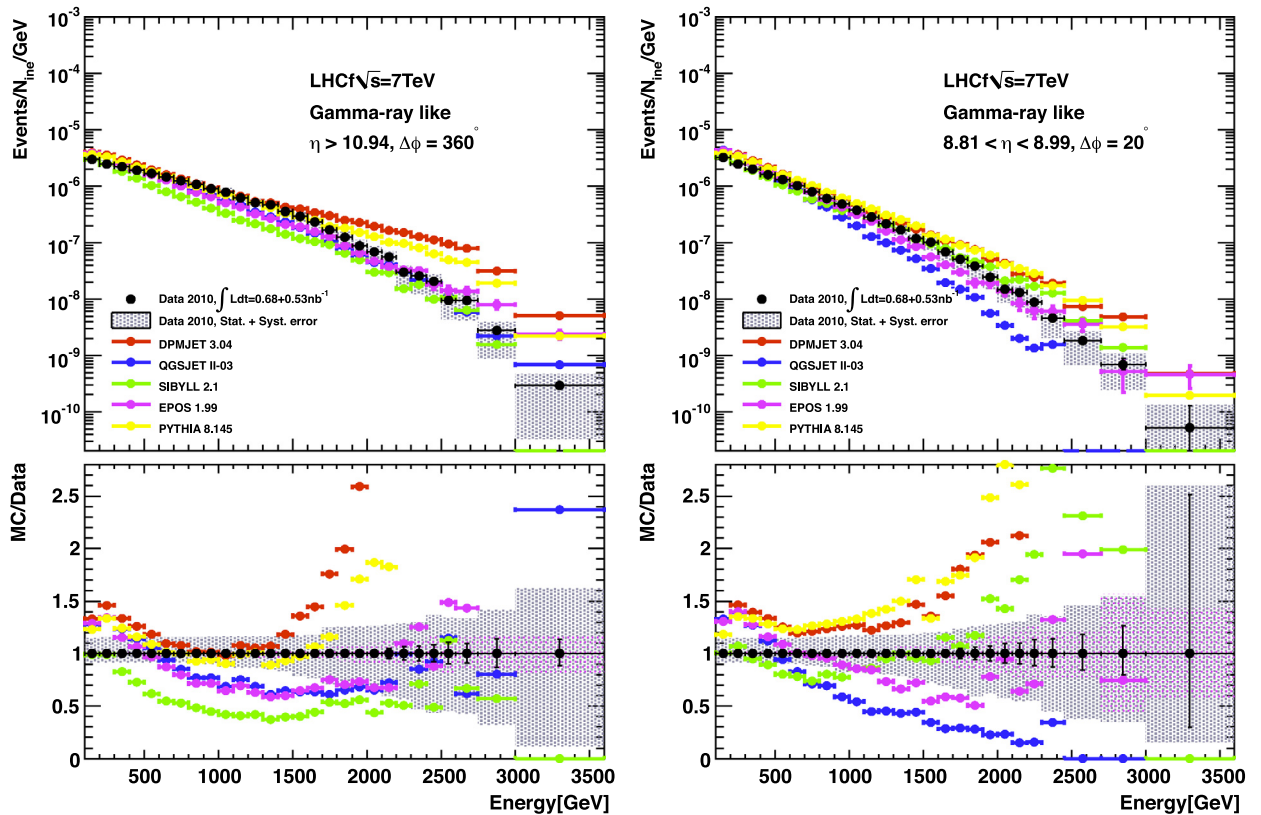 Events/N_ine/GeV
10^-3
10^-4
10^-5
10^-6
10^-7
10^-8
10^-9
10^-10
LHCf √s=7TeV
Gamma-ray like
η > 10.94, Δϕ = 360°
Data 2010, ∫ Ldt=0.68+0.53nb^-1
Data 2010, Stat. + Syst. error
DPMJET 3.04
QGSJET II-03
SIBYLL 2.1
EPOS 1.99
PYTHIA 8.145
MC/Data
2.5
2
1.5
1
0.5
0
500 1000 1500 2000 2500 3000 3500
Energy[GeV]
Events/N_ine/GeV
10^-3
10^-4
10^-5
10^-6
10^-7
10^-8
10^-9
10^-10
LHCf √s=7TeV
Gamma-ray like
8.81 < η < 8.99, Δϕ = 20°
Data 2010, ∫ Ldt=0.68+0.53nb^-1
Data 2010, Stat. + Syst. error
DPMJET 3.04
QGSJET II-03
SIBYLL 2.1
EPOS 1.99
PYTHIA 8.145
MC/Data
2.5
2
1.5
1
0.5
0
500 1000 1500 2000 2500 3000 3500
Energy[GeV]